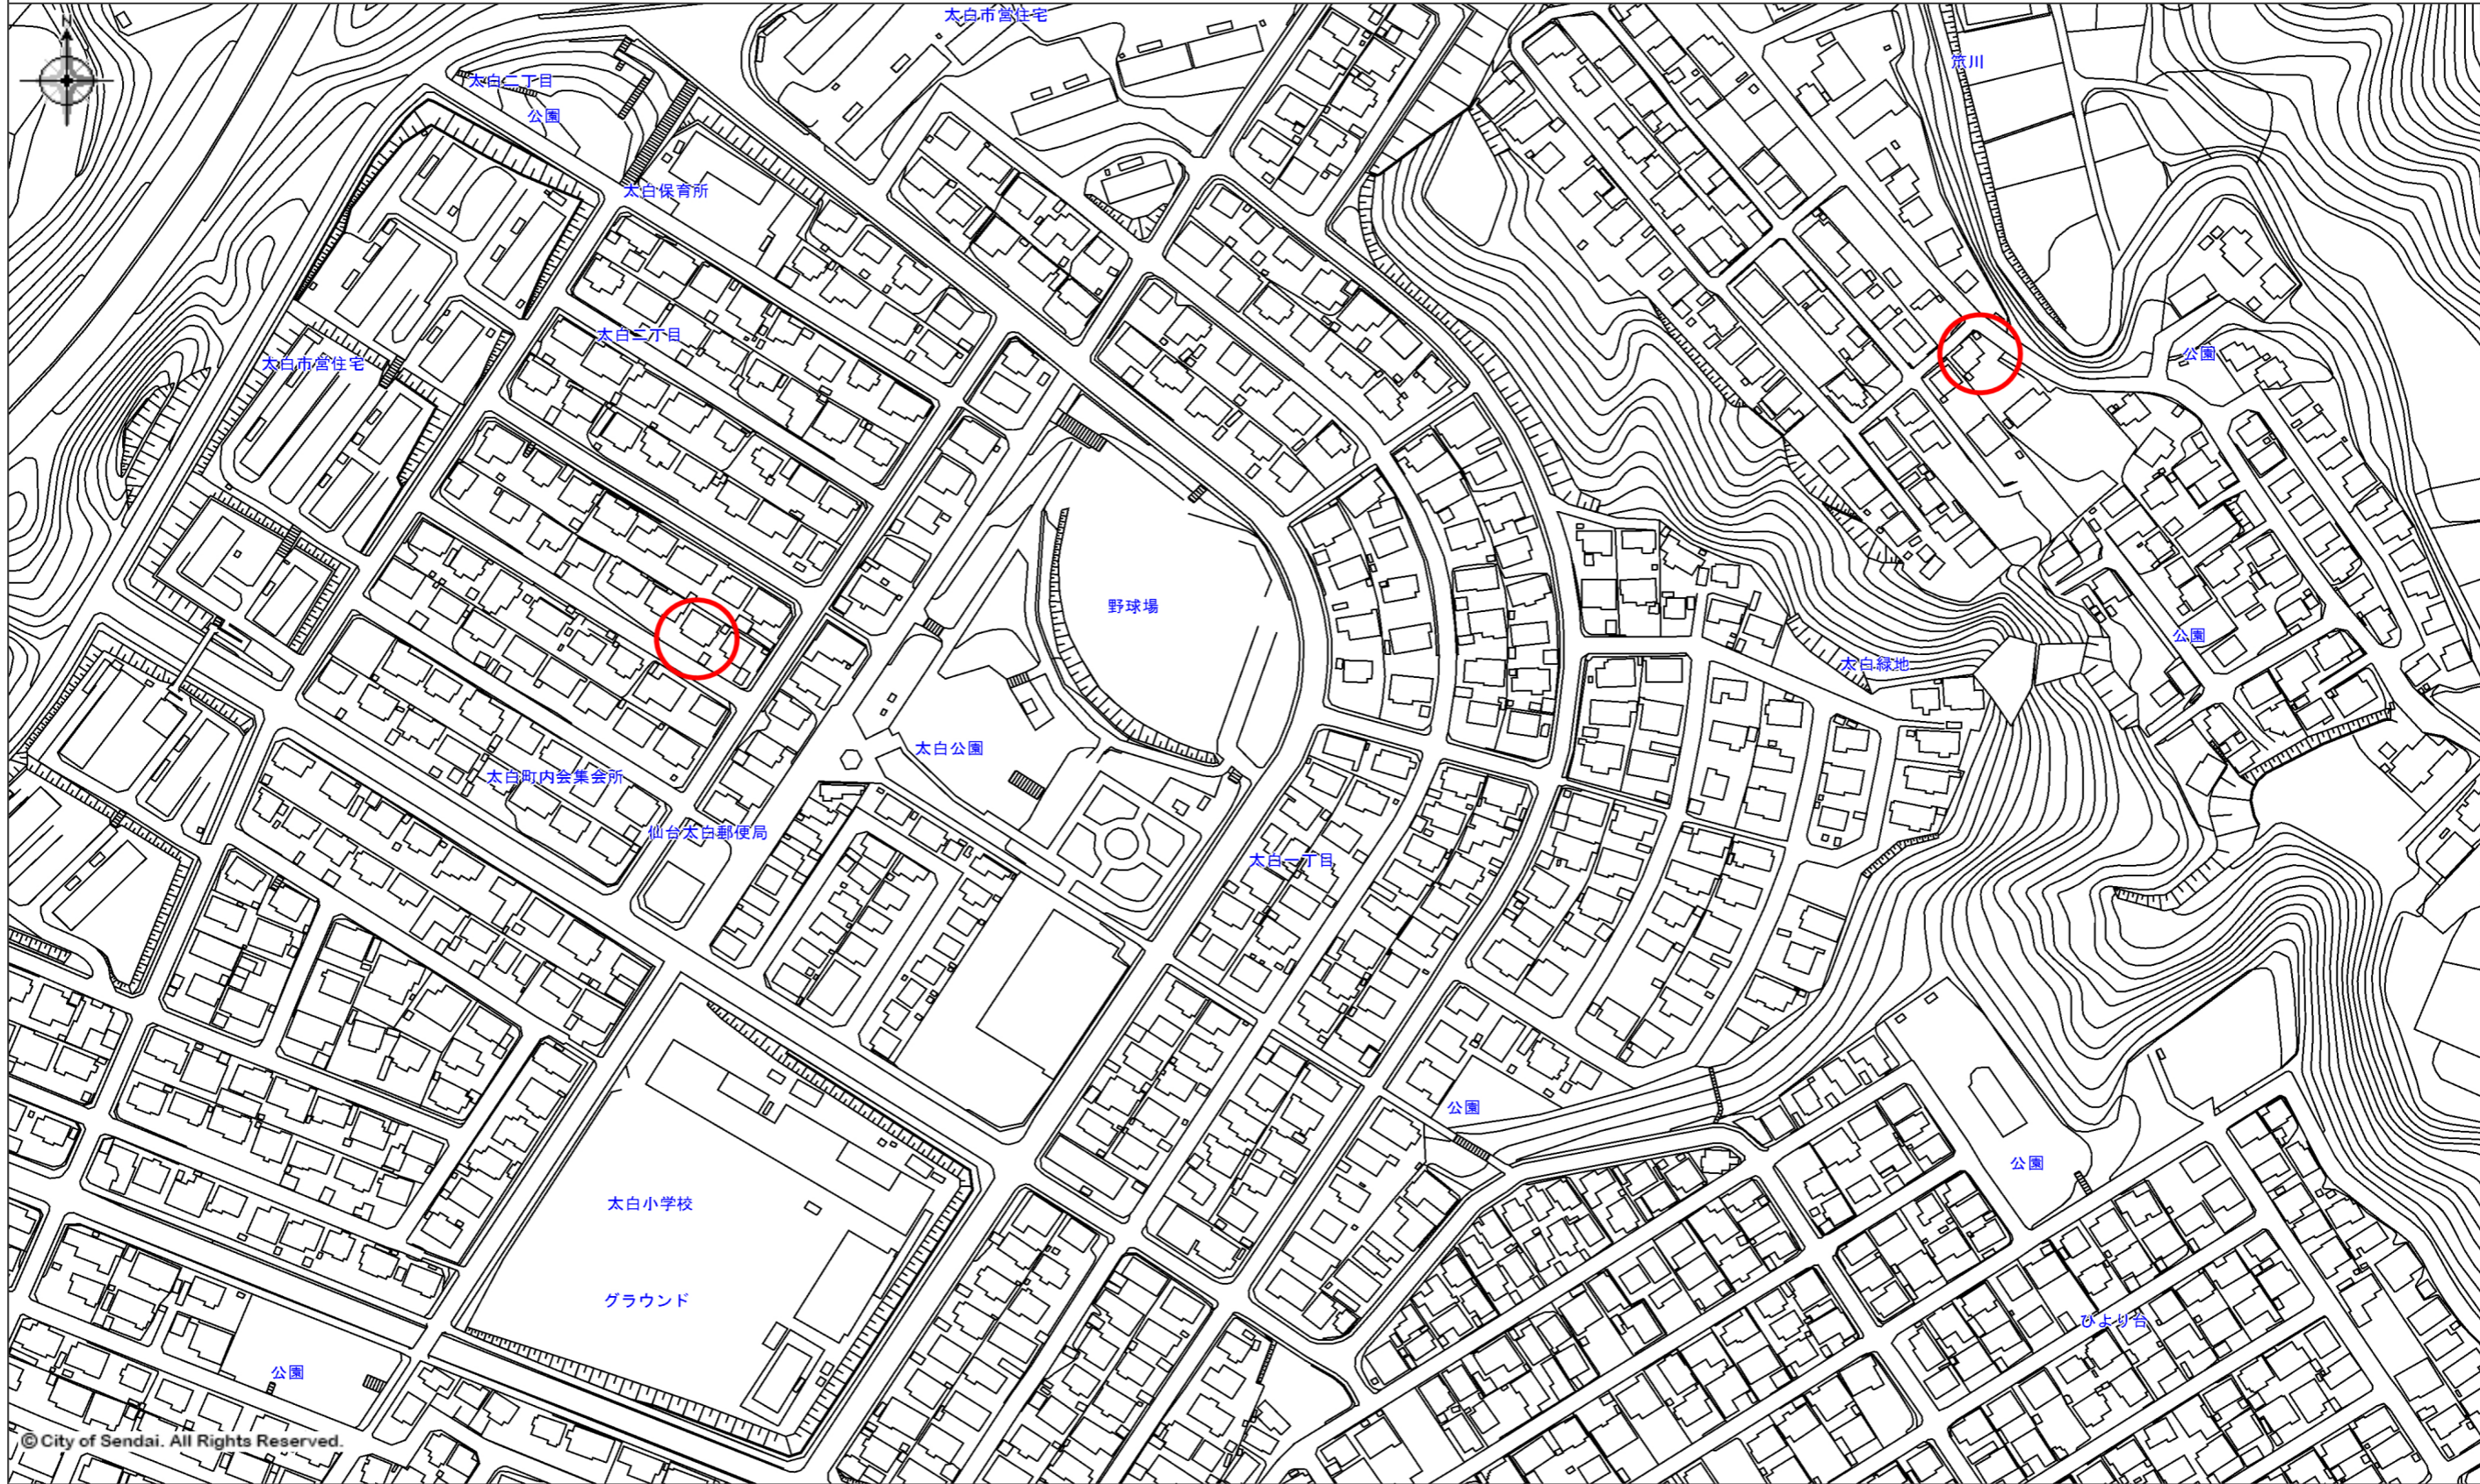 N
太白市営住宅
笊川
太白二丁目
公園
太白保育所
太白二丁目
太白市営住宅
公園
野球場
公園
太白緑地
太白公園
太白町内会集会所
仙台太白郵便局
太白一丁目
公園
公園
太白小学校
グラウンド
ひより台
公園
© City of Sendai. All Rights Reserved.